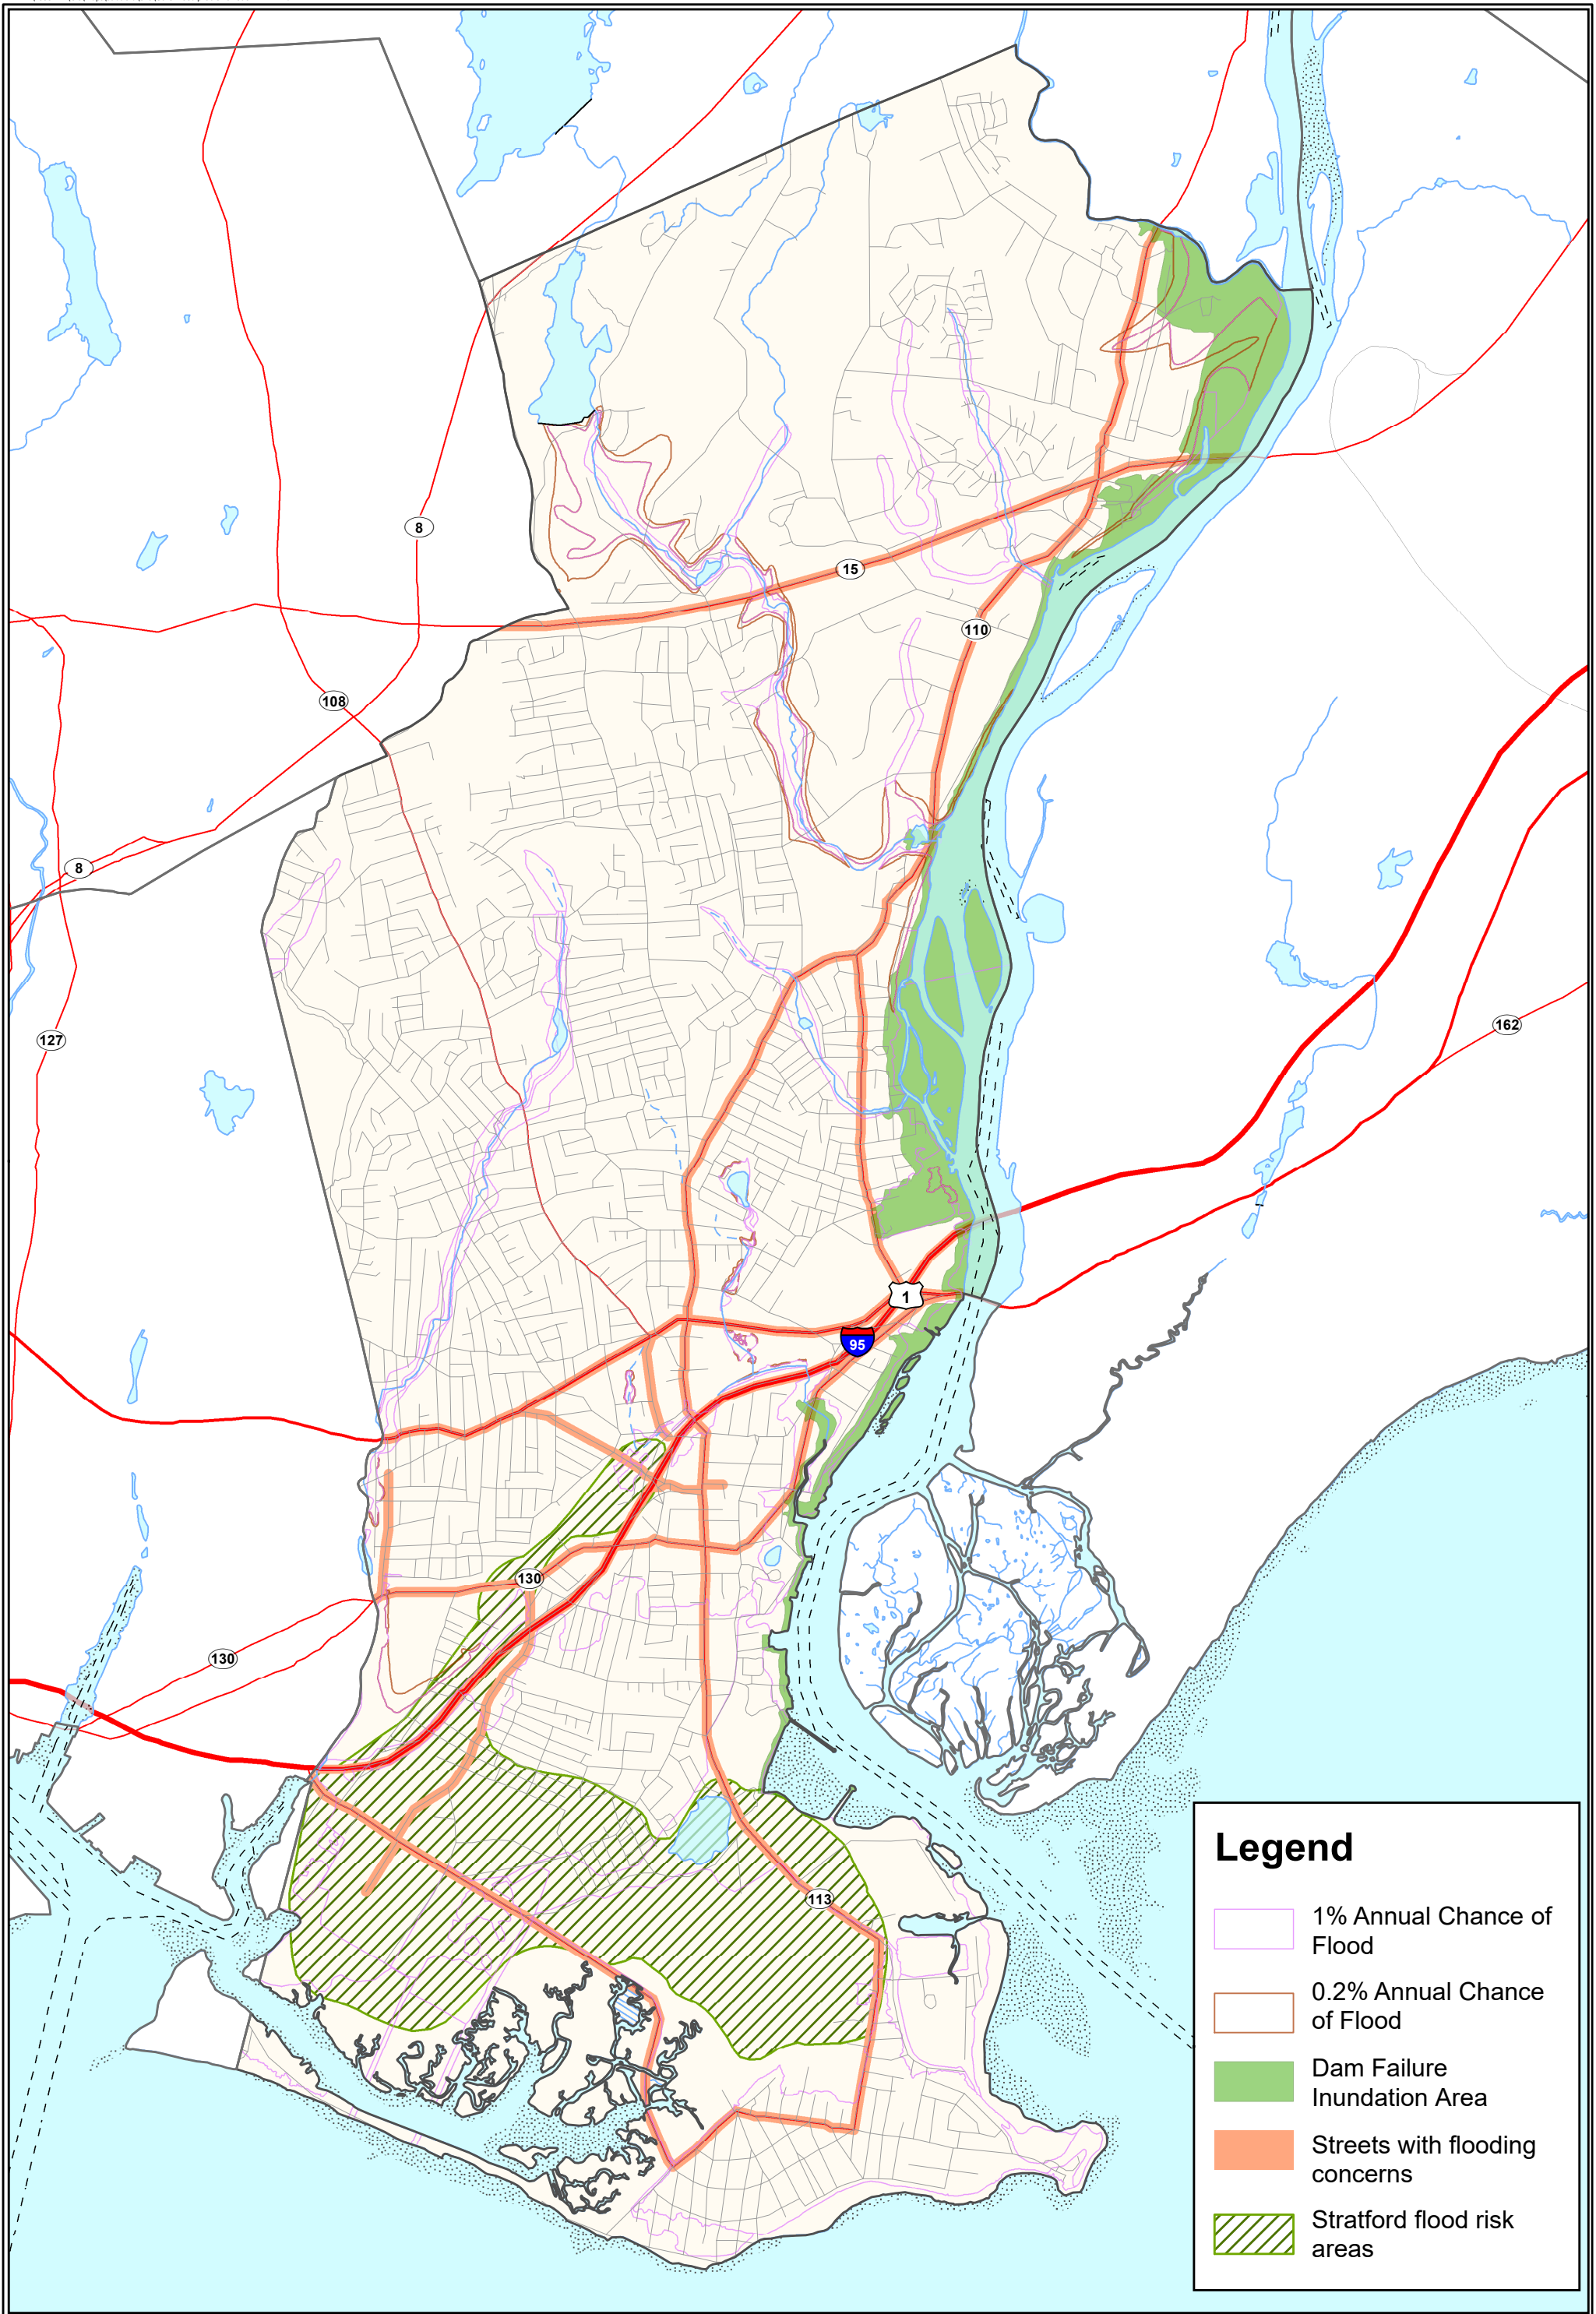 8
15
110
108
8
127
162
1
95
130
130
113
Legend
1% Annual Chance of
Flood
0.2% Annual Chance
of Flood
Dam Failure
Inundation Area
Streets with flooding
concerns
Stratford flood risk
areas